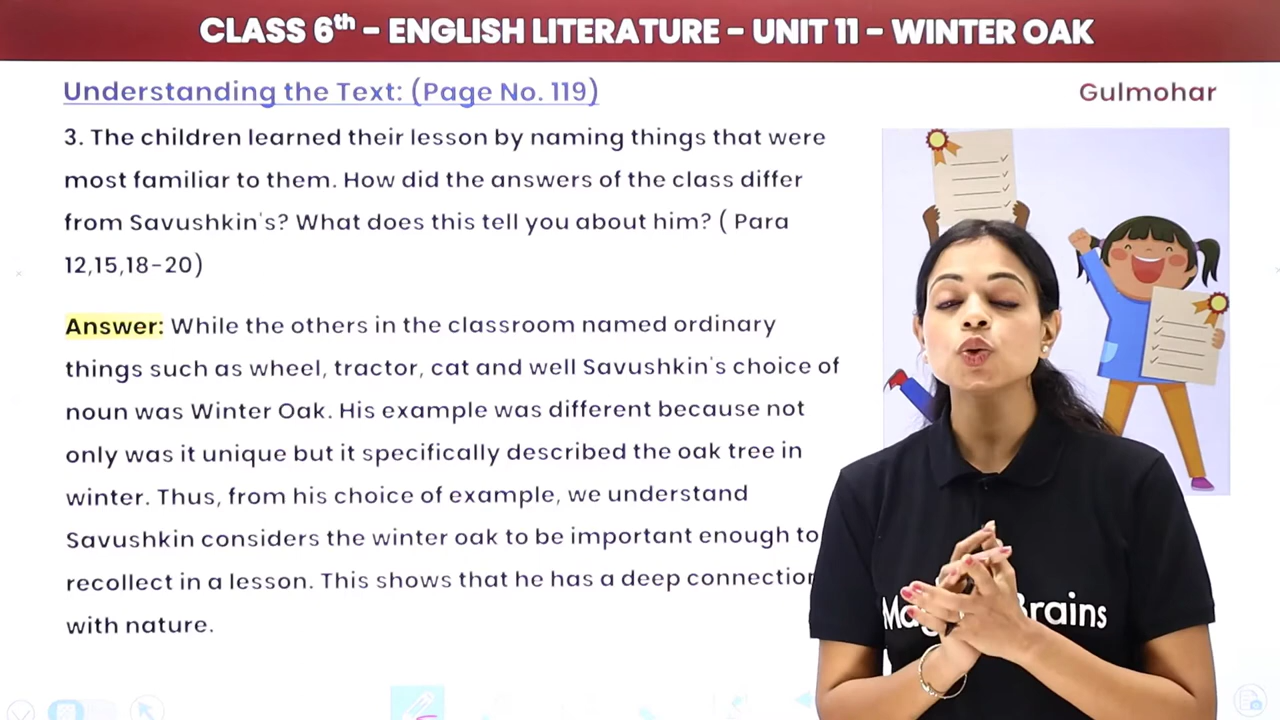 CLASS 6th - ENGLISH LITERATURE - UNIT 11 - WINTER OAK
Understanding the Text: (Page No. 119)
Gulmohar
3. The children learned their lesson by naming things that were
most familiar to them. How did the answers of the class differ
from Savushkin's? What does this tell you about him? ( Para
12,15,18-20)
Answer: While the others in the classroom named ordinary
things such as wheel, tractor, cat and well Savushkin's choice of
noun was Winter Oak. His example was different because not
only was it unique but it specifically described the oak tree in
winter. Thus, from his choice of example, we understand
Savushkin considers the winter oak to be important enough to
recollect in a lesson. This shows that he has a deep connection
with nature.